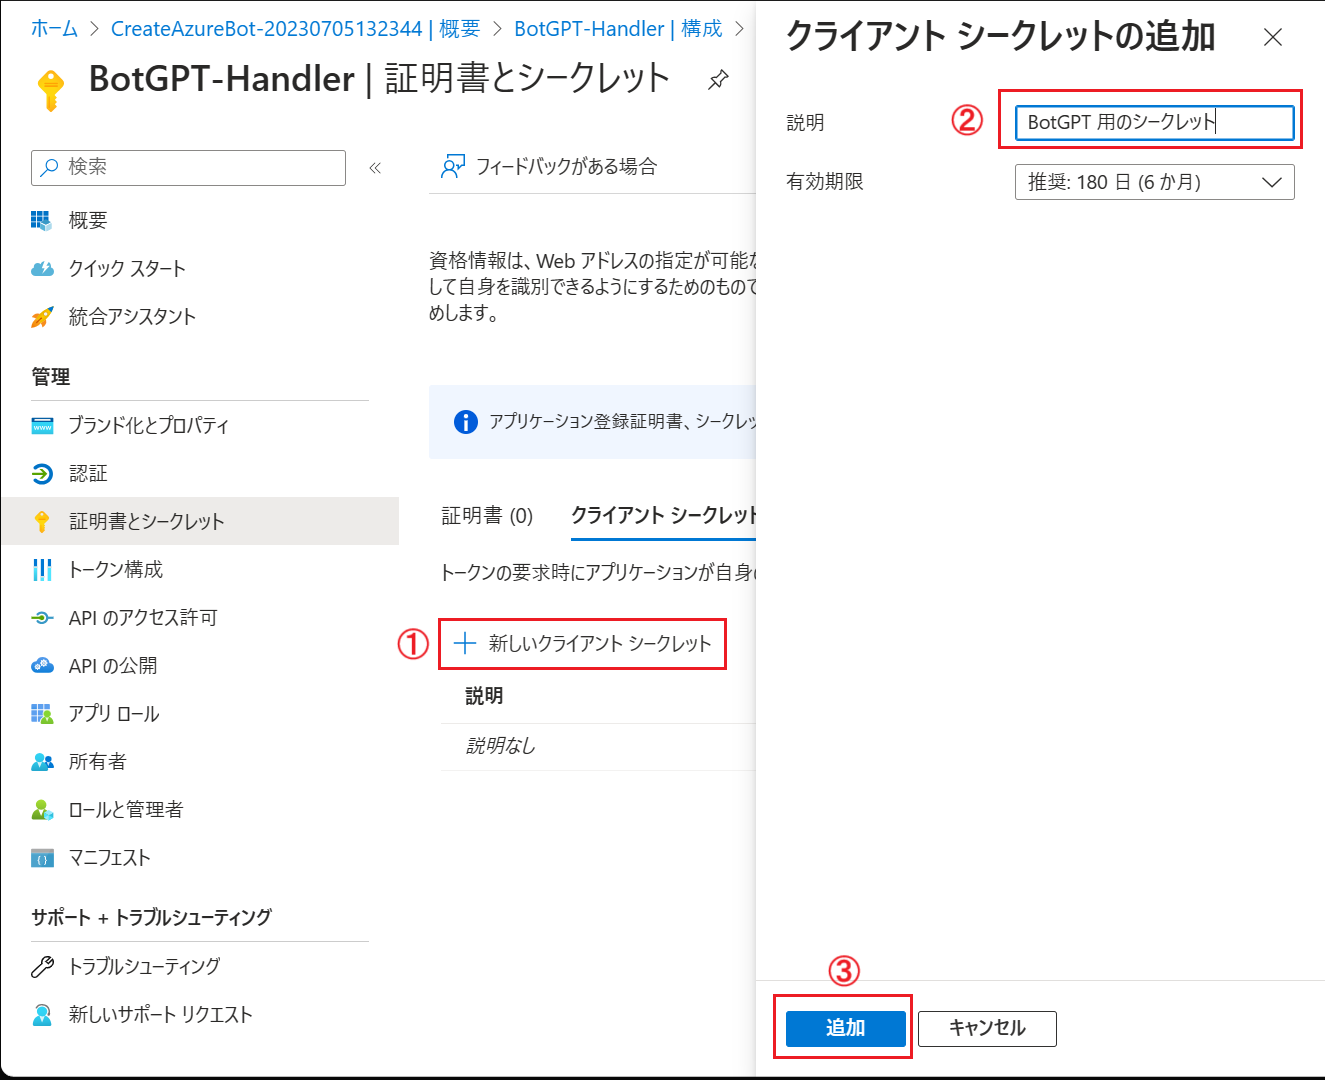 ホーム > CreateAzureBot-20230705132344 | 概要 > BotGPT-Handler | 構成 >
BotGPT-Handler | 証明書とシークレット
検索
«
概要
クイック スタート
統合アシスタント
管理
ブランド化とプロパティ
認証
証明書とシークレット
トークン構成
API のアクセス許可
API の公開
アプリ ロール
所有者
ロールと管理者
マニフェスト
サポート + トラブルシューティング
トラブルシューティング
新しいサポート リクエスト
フィードバックがある場合
資格情報は、Web アドレスの指定が可能な
して自身を識別できるようにするためのもので
めします。
アプリケーション登録証明書、シークレッ
証明書 (0)
クライアント シークレット
トークンの要求時にアプリケーションが自身の
①
新しいクライアント シークレット
説明
説明なし
クライアント シークレットの追加
説明
②
BotGPT 用のシークレット
有効期限
推奨: 180 日 (6 か月)
③
追加
キャンセル